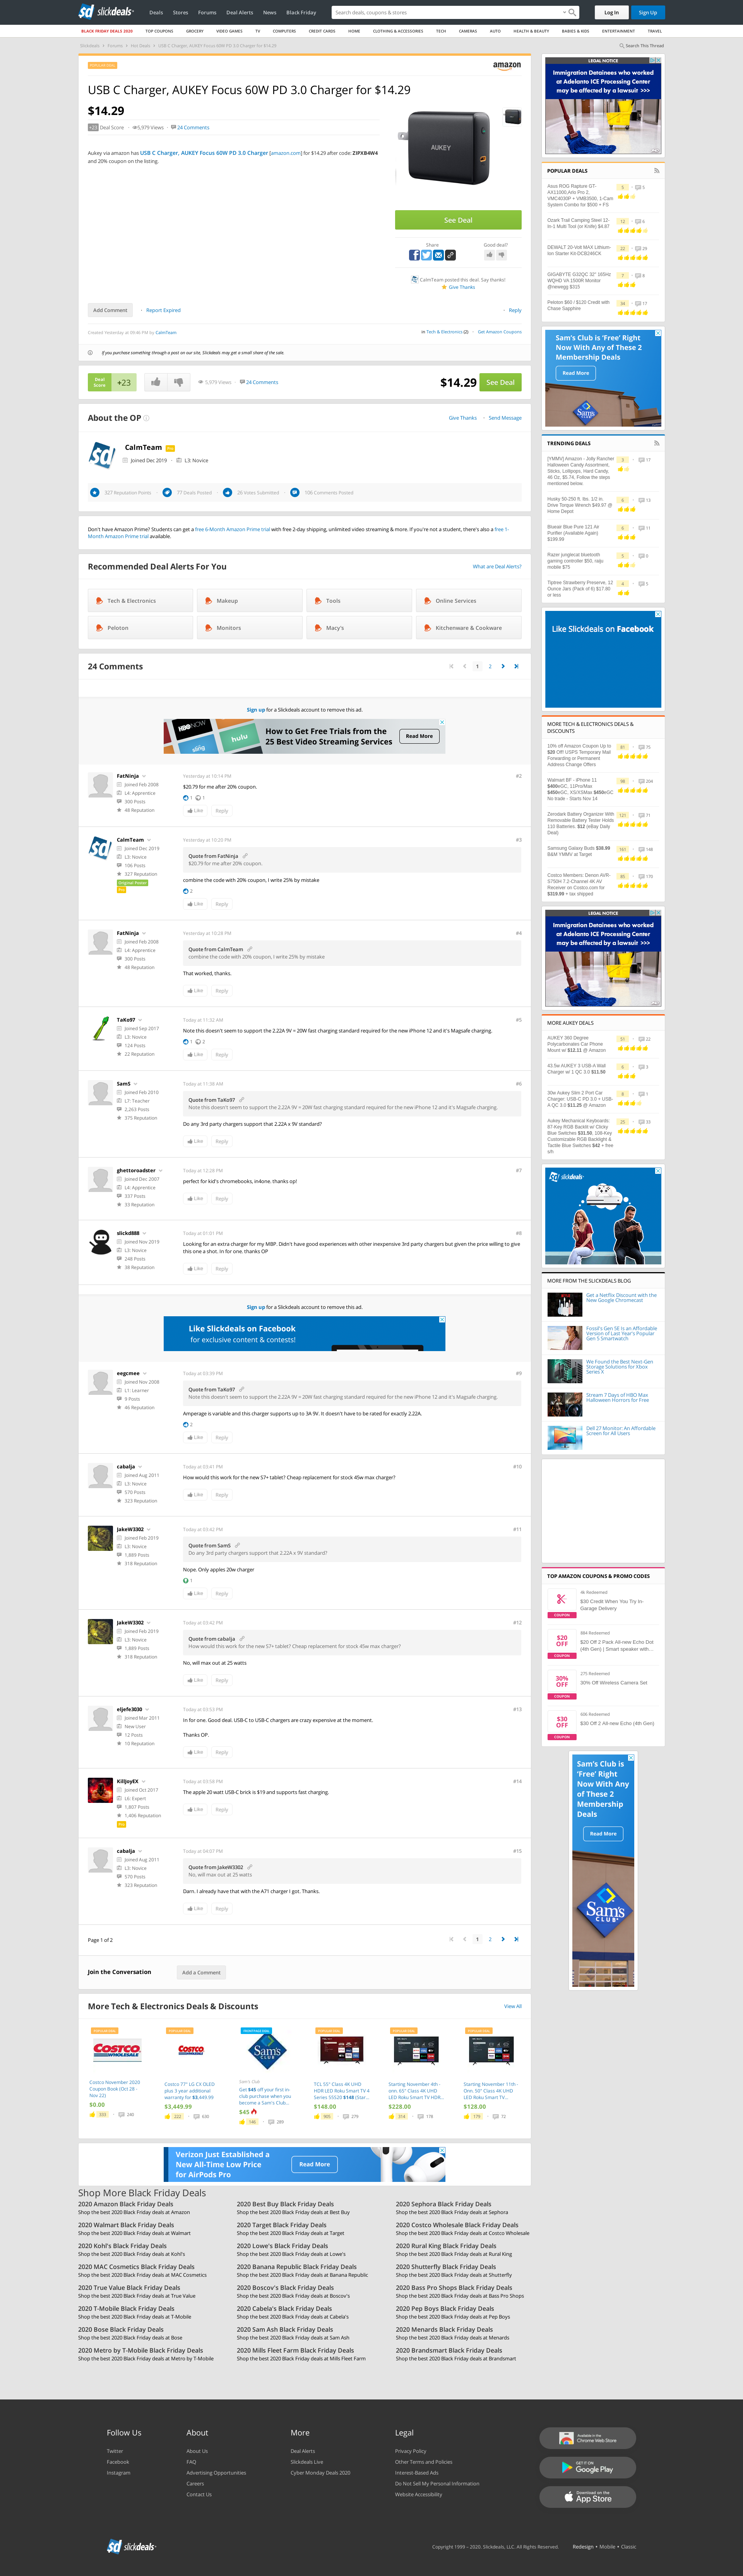 slickdeals
Deals Stores Forums Deal Alerts News Black Friday
Search deals, coupons & stores
Log In Sign Up
BLACK FRIDAY DEALS 2020 TOP COUPONS GROCERY VIDEO GAMES TV COMPUTERS CREDIT CARDS HOME CLOTHING & ACCESSORIES TECH CAMERAS AUTO HEALTH & BEAUTY BABIES & KIDS ENTERTAINMENT TRAVEL
Slickdeals > Forums > Hot Deals > USB C Charger, AUKEY Focus 60W PD 3.0 Charger for $14.29
Search This Thread
amazon
USB C Charger, AUKEY Focus 60W PD 3.0 Charger for $14.29
$14.29
+23 Deal Score 5,979 Views 24 Comments
Aukey via amazon has USB C Charger, AUKEY Focus 60W PD 3.0 Charger [amazon.com] for $14.29 after code: ZIPXB4W4
and 20% coupon on the listing.
AUKEY
See Deal
Share
Good deal?
CalmTeam posted this deal. Say thanks!
Give Thanks
Add Comment Report Expired Reply
Created Yesterday at 09:46 PM by CalmTeam
in Tech & Electronics (2) Get Amazon Coupons
If you purchase something through a post on our site, Slickdeals may get a small share of the sale.
Deal Score +23
5,979 Views 24 Comments
$14.29 See Deal
About the OP
Give Thanks Send Message
CalmTeam Pro
Joined Dec 2019 L3: Novice
327 Reputation Points 77 Deals Posted 26 Votes Submitted 106 Comments Posted
Don't have Amazon Prime? Students can get a free 6-Month Amazon Prime trial with free 2-day shipping, unlimited video streaming & more. If you're not a student, there's also a free 1-
Month Amazon Prime trial available.
Recommended Deal Alerts For You
What are Deal Alerts?
Tech & Electronics Makeup Tools Online Services
Peloton Monitors Macy's Kitchenware & Cookware
24 Comments
1 2
Sign up for a Slickdeals account to remove this ad.
HBO NOW
sling
hulu
How to Get Free Trials from the
25 Best Video Streaming Services
Read More
FatNinja
Joined Feb 2008
L4: Apprentice
300 Posts
48 Reputation
Yesterday at 10:14 PM #2
$20.79 for me after 20% coupon.
1 1
Like Reply
CalmTeam
Joined Dec 2019
L3: Novice
106 Posts
327 Reputation
Original Poster
Pro
Yesterday at 10:20 PM #3
Quote from FatNinja
$20.79 for me after 20% coupon.
combine the code with 20% coupon, I write 25% by mistake
2
Like Reply
FatNinja
Joined Feb 2008
L4: Apprentice
300 Posts
48 Reputation
Yesterday at 10:28 PM #4
Quote from CalmTeam
combine the code with 20% coupon, I write 25% by mistake
That worked, thanks.
Like Reply
TaKo97
Joined Sep 2017
L3: Novice
124 Posts
22 Reputation
Today at 11:33 AM #5
Note this doesn't seem to support the 2.22A 9V = 20W fast charging standard required for the new iPhone 12 and it's Magsafe charging.
1 2
Like Reply
SamS
Joined Feb 2010
L7: Teacher
2,263 Posts
375 Reputation
Today at 11:38 AM #6
Quote from TaKo97
Note this doesn't seem to support the 2.22A 9V = 20W fast charging standard required for the new iPhone 12 and it's Magsafe charging.
Do any 3rd party chargers support that 2.22A x 9V standard?
Like Reply
ghettoroadster
Joined Dec 2007
L4: Apprentice
337 Posts
33 Reputation
Today at 12:28 PM #7
perfect for kid's chromebooks, in4one. thanks op!
Like Reply
slickd888
Joined Nov 2019
L3: Novice
248 Posts
38 Reputation
Today at 01:01 PM #8
Looking for an extra charger for my MBP. Didn't have good experiences with other inexpensive 3rd party chargers but given the price willing to give
this one a shot. In for one. thanks OP
Like Reply
Sign up for a Slickdeals account to remove this ad.
Like Slickdeals on Facebook
for exclusive content & contests!
eegcmee
Joined Nov 2008
L1: Learner
9 Posts
46 Reputation
Today at 03:39 PM #9
Quote from TaKo97
Note this doesn't seem to support the 2.22A 9V = 20W fast charging standard required for the new iPhone 12 and it's Magsafe charging.
Amperage is variable and this charger supports up to 3A 9V. It doesn't have to be rated for exactly 2.22A.
2
Like Reply
cabalja
Joined Aug 2011
L3: Novice
570 Posts
323 Reputation
Today at 03:41 PM #10
How would this work for the new S7+ tablet? Cheap replacement for stock 45w max charger?
Like Reply
JakeW3302
Joined Feb 2019
L3: Novice
1,889 Posts
318 Reputation
Today at 03:42 PM #11
Quote from SamS
Do any 3rd party chargers support that 2.22A x 9V standard?
Nope. Only apples 20w charger
1
Like Reply
JakeW3302
Joined Feb 2019
L3: Novice
1,889 Posts
318 Reputation
Today at 03:42 PM #12
Quote from cabalja
How would this work for the new S7+ tablet? Cheap replacement for stock 45w max charger?
No, will max out at 25 watts
Like Reply
eljefe3030
Joined Mar 2011
New User
12 Posts
10 Reputation
Today at 03:53 PM #13
In for one. Good deal. USB-C to USB-C chargers are crazy expensive at the moment.
Thanks OP.
Like Reply
KillJoyEX
Joined Oct 2017
L6: Expert
1,807 Posts
1,406 Reputation
Pro
Today at 03:58 PM #14
The apple 20 watt USB-C brick is $19 and supports fast charging.
Like Reply
cabalja
Joined Aug 2011
L3: Novice
570 Posts
323 Reputation
Today at 04:07 PM #15
Quote from JakeW3302
No, will max out at 25 watts
Darn. I already have that with the A71 charger I got. Thanks.
Like Reply
Page 1 of 2
1 2
Join the Conversation Add a Comment
More Tech & Electronics Deals & Discounts
View All
Costco November 2020 Coupon Book (Oct 28 - Nov 22)
$0.00
Costco: 77" LG CX OLED plus 3 year additional warranty for $3,449.99
$3,449.99
Sam's Club
Get $45 off your first in-club purchase when you become a Sam's Club...
$45
TCL 55" Class 4K UHD HDR LED Roku Smart TV 4 Series 55S20 $148 (Star...
$148.00
Starting November 4th - onn. 65" Class 4K UHD LED Roku Smart TV HDR...
$228.00
Starting November 11th - Onn. 50" Class 4K UHD LED Roku Smart TV...
$128.00
Verizon Just Established a
New All-Time Low Price
for AirPods Pro
Read More
Shop More Black Friday Deals
2020 Amazon Black Friday Deals
Shop the best 2020 Black Friday deals at Amazon
2020 Best Buy Black Friday Deals
Shop the best 2020 Black Friday deals at Best Buy
2020 Sephora Black Friday Deals
Shop the best 2020 Black Friday deals at Sephora
2020 Walmart Black Friday Deals
Shop the best 2020 Black Friday deals at Walmart
2020 Target Black Friday Deals
Shop the best 2020 Black Friday deals at Target
2020 Costco Wholesale Black Friday Deals
Shop the best 2020 Black Friday deals at Costco Wholesale
2020 Kohl's Black Friday Deals
Shop the best 2020 Black Friday deals at Kohl's
2020 Lowe's Black Friday Deals
Shop the best 2020 Black Friday deals at Lowe's
2020 Rural King Black Friday Deals
Shop the best 2020 Black Friday deals at Rural King
2020 MAC Cosmetics Black Friday Deals
Shop the best 2020 Black Friday deals at MAC Cosmetics
2020 Banana Republic Black Friday Deals
Shop the best 2020 Black Friday deals at Banana Republic
2020 Shutterfly Black Friday Deals
Shop the best 2020 Black Friday deals at Shutterfly
2020 True Value Black Friday Deals
Shop the best 2020 Black Friday deals at True Value
2020 Boscov's Black Friday Deals
Shop the best 2020 Black Friday deals at Boscov's
2020 Bass Pro Shops Black Friday Deals
Shop the best 2020 Black Friday deals at Bass Pro Shops
2020 T-Mobile Black Friday Deals
Shop the best 2020 Black Friday deals at T-Mobile
2020 Cabela's Black Friday Deals
Shop the best 2020 Black Friday deals at Cabela's
2020 Pep Boys Black Friday Deals
Shop the best 2020 Black Friday deals at Pep Boys
2020 Bose Black Friday Deals
Shop the best 2020 Black Friday deals at Bose
2020 Sam Ash Black Friday Deals
Shop the best 2020 Black Friday deals at Sam Ash
2020 Menards Black Friday Deals
Shop the best 2020 Black Friday deals at Menards
2020 Metro by T-Mobile Black Friday Deals
Shop the best 2020 Black Friday deals at Metro by T-Mobile
2020 Mills Fleet Farm Black Friday Deals
Shop the best 2020 Black Friday deals at Mills Fleet Farm
2020 Brandsmart Black Friday Deals
Shop the best 2020 Black Friday deals at Brandsmart
LEGAL NOTICE
Immigration Detainees who worked
at Adelanto ICE Processing Center
may be affected by a lawsuit >>>
POPULAR DEALS
Asus ROG Rapture GT-AX11000,Arlo Pro 2, VMC4030P + VMB3500, 1-Cam System Combo for $500 + FS:
Ozark Trail Camping Steel 12-In-1 Multi Tool (or Knife) $4.87
DEWALT 20-Volt MAX Lithium-Ion Starter Kit-DCB246CK
GIGABYTE G32QC 32" 165Hz WQHD VA 1500R Monitor @newegg $315
Peloton $60 / $120 Credit with Chase Sapphire
Sam's Club is 'Free' Right
Now With Any of These 2
Membership Deals
Read More
TRENDING DEALS
[YMMV] Amazon - Jolly Rancher Halloween Candy Assortment, Sticks, Lollipops, Hard Candy, 46 Oz, $5.74, Follow the steps mentioned below.
Husky 50-250 ft. lbs. 1/2 in. Drive Torque Wrench $49.97 @ Home Depot
Blueair Blue Pure 121 Air Purifier (Available Again) $199.99
Razer junglecat bluetooth gaming controller $50, raiju mobile $75
Tiptree Strawberry Preserve, 12 Ounce Jars (Pack of 6) $17.80 or less
Like Slickdeals on Facebook
MORE TECH & ELECTRONICS DEALS & DISCOUNTS
10% off Amazon Coupon Up to $20 Off! USPS Temporary Mail Forwarding or Permanent Address Change Offers
Walmart BF - iPhone 11 $400eGC, 11Pro/Max $450eGC, XS/XSMax $450eGC No trade - Starts Nov 14
Zenodark Battery Organizer With Removable Battery Tester Holds 110 Batteries, $12 (eBay Daily Deal)
Samsung Galaxy Buds $38.99 B&M YMMV at Target
Costco Members: Denon AVR-S750H 7.2-Channel 4K AV Receiver on Costco.com for $319.99 + tax shipped
LEGAL NOTICE
Immigration Detainees who worked
at Adelanto ICE Processing Center
may be affected by a lawsuit >>>
MORE AUKEY DEALS
AUKEY 360 Degree Polycarbonates Car Phone Mount w/ $12.11 @ Amazon
43.5w AUKEY 3 USB-A Wall Charger w/ 1 QC 3.0 $11.50
30w Aukey Slim 2 Port Car Charger: USB-C PD 3.0 + USB-A QC 3.0 $11.25 @ Amazon
Aukey Mechanical Keyboards: 87-Key RGB Backlit w/ Clicky Blue Switches $31.50, 108-Key Customizable RGB Backlight & Tactile Blue Switches $42 + free s/h
slickdeals
MORE FROM THE SLICKDEALS BLOG
Get a Netflix Discount with the New Google Chromecast
Fossil's Gen 5E Is an Affordable Version of Last Year's Popular Gen 5 Smartwatch
We Found the Best Next-Gen Storage Solutions for Xbox Series X
Stream 7 Days of HBO Max Halloween Horrors for Free
Dell 27 Monitor: An Affordable Screen for All Users
TOP AMAZON COUPONS & PROMO CODES
4k Redeemed
$30 Credit When You Try In-Garage Delivery
COUPON
$20 OFF
884 Redeemed
$20 Off 2 Pack All-new Echo Dot (4th Gen) | Smart speaker with...
COUPON
30% OFF
275 Redeemed
30% Off Wireless Camera Set
COUPON
$30 OFF
606 Redeemed
$30 Off 2 All-new Echo (4th Gen)
COUPON
Sam's Club is
'Free' Right
Now With Any
of These 2
Membership
Deals
Read More
Sam's CLUB
Follow Us
Twitter
Facebook
Instagram
About
About Us
FAQ
Advertising Opportunities
Careers
Contact Us
More
Deal Alerts
Slickdeals Live
Cyber Monday Deals 2020
Legal
Privacy Policy
Other Terms and Policies
Interest-Based Ads
Do Not Sell My Personal Information
Website Accessibility
Available in the Chrome Web Store
GET IT ON Google Play
Download on the App Store
slickdeals
Copyright 1999 - 2020. Slickdeals, LLC. All Rights Reserved. Redesign • Mobile • Classic